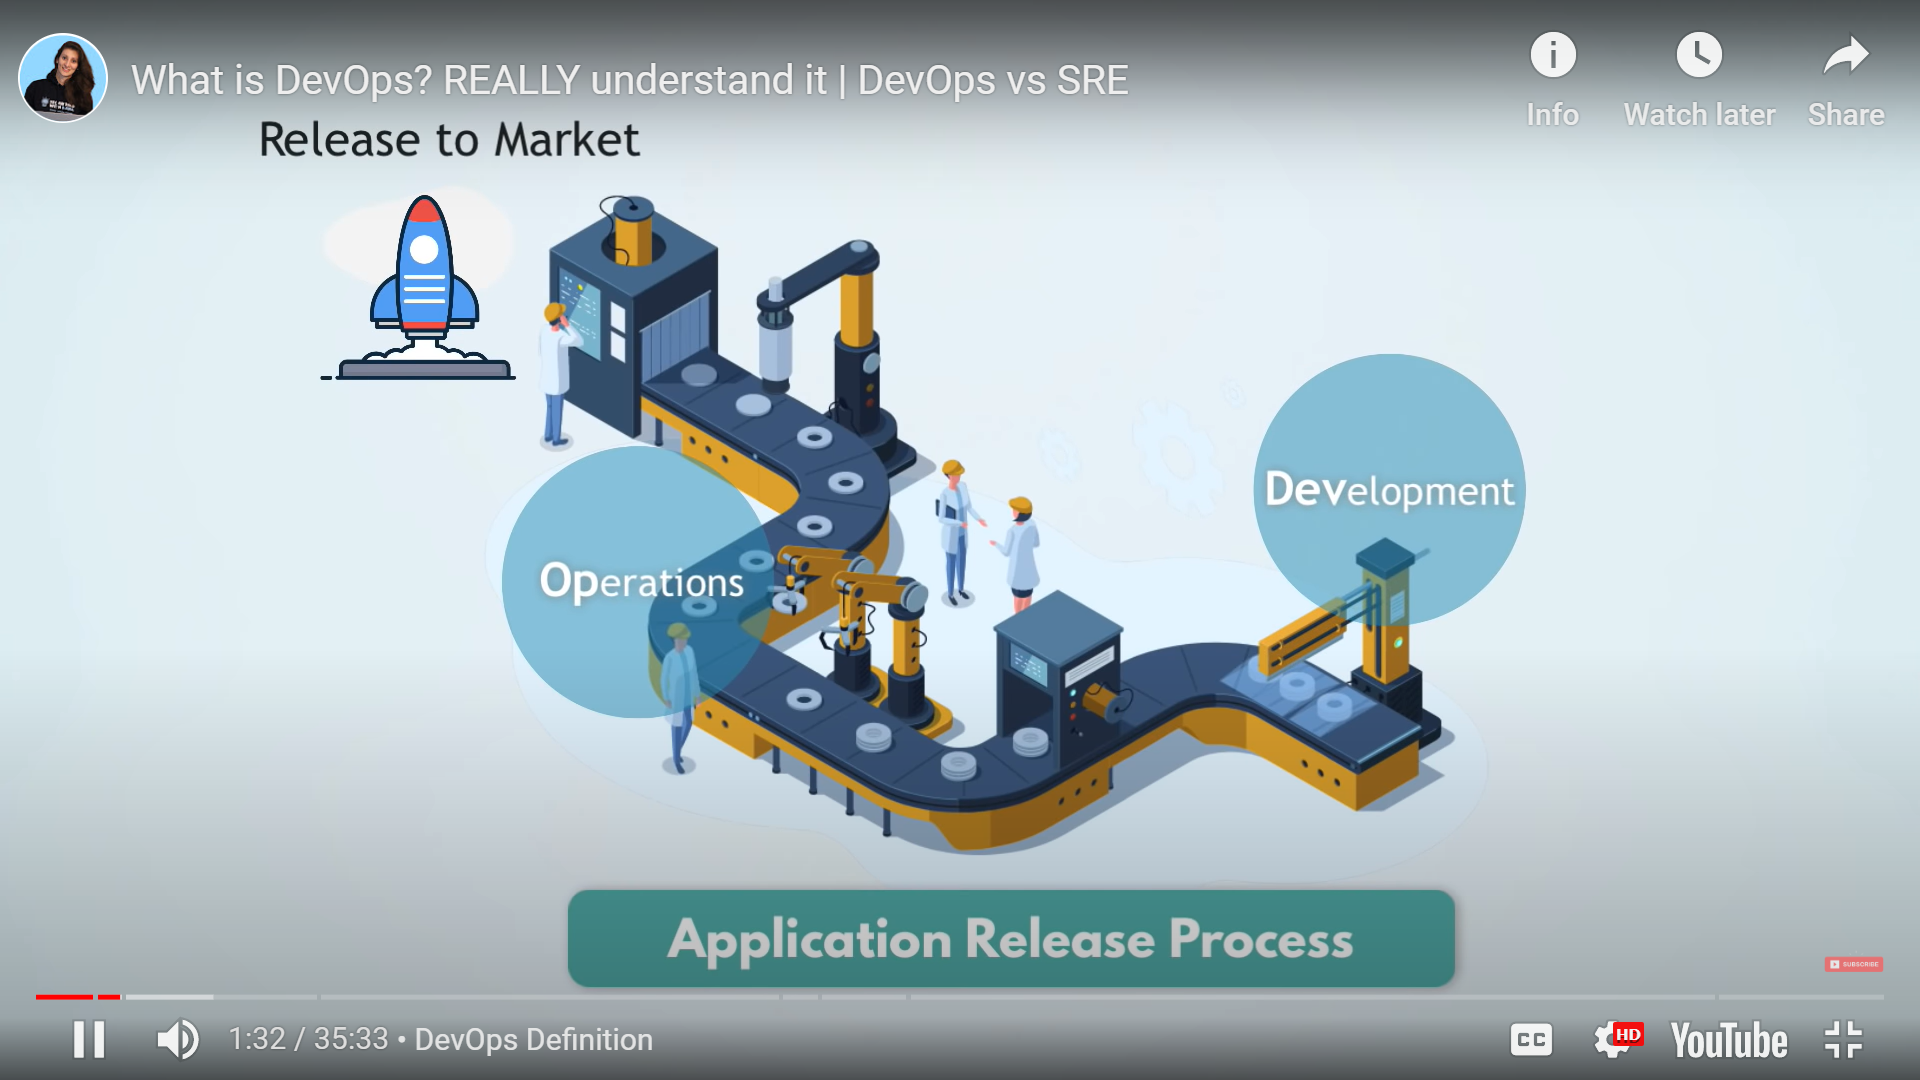 What is DevOps? REALLY understand it | DevOps vs SRE
Info
Watch later
Share
Release to Market
Development
Operations
Application Release Process
SUBSCRIBE
1:32 / 35:33 • DevOps Definition
CC
HD
YouTube